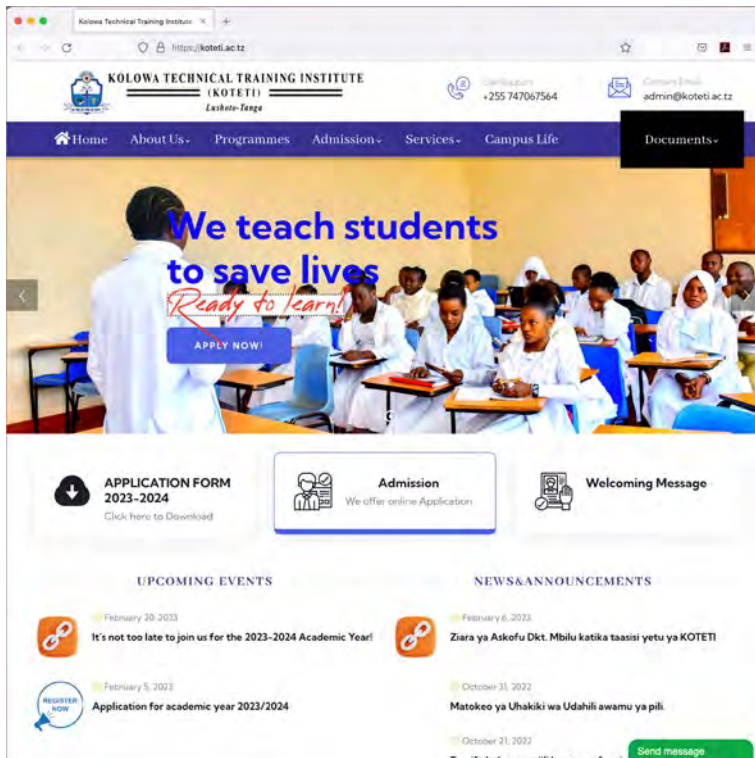 Kolowa Technical Training Institute
https://koteti.ac.tz
KOLOWA TECHNICAL TRAINING INSTITUTE
(KOTETI)
Lushoto-Tanga
+255 747067564
admin@koteti.ac.tz
Home About Us Programmes Admission Services Campus Life Documents
We teach students
to save lives
Ready to learn!
APPLY NOW!
APPLICATION FORM
2023-2024
Click here to Download
Admission
We offer online Application
Welcoming Message
UPCOMING EVENTS
February 20, 2023
It's not too late to join us for the 2023-2024 Academic Year!
REGISTER
NOW
February 5, 2023
Application for academic year 2023/2024
NEWS&ANNOUNCEMENTS
February 6, 2023
Ziara ya Askofu Dkt. Mbilu katika taasisi yetu ya KOTETI
October 31, 2022
Matokeo ya Uhakiki wa Udahili awamu ya pili.
October 21, 2022
Send message